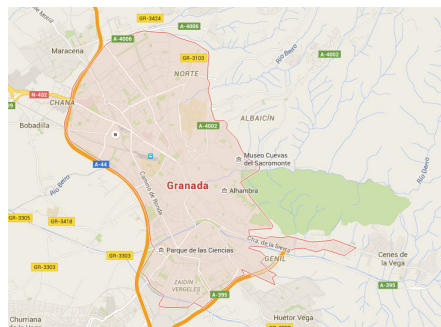 GR-3424
A-4006
A-4006
Maracena
GR-3103
Río Beiro
A-4002
NORTE
N-432
CHANA
ALBAICÍN
A-4002
Bobadilla
Museo Cuevas
del Sacromonte
A-44
Río Darro
Río Beiro
Camino de Ronda
Granada
Alhambra
GR-3305
GR-3418
Ctra. de la Sierra
Parque de las Ciencias
GR-3303
GENIL
Cenes de
la Vega
GR-3303
ZAIDÍN
VERGELES
A-395
A-395
Churriana
Huetor Vega